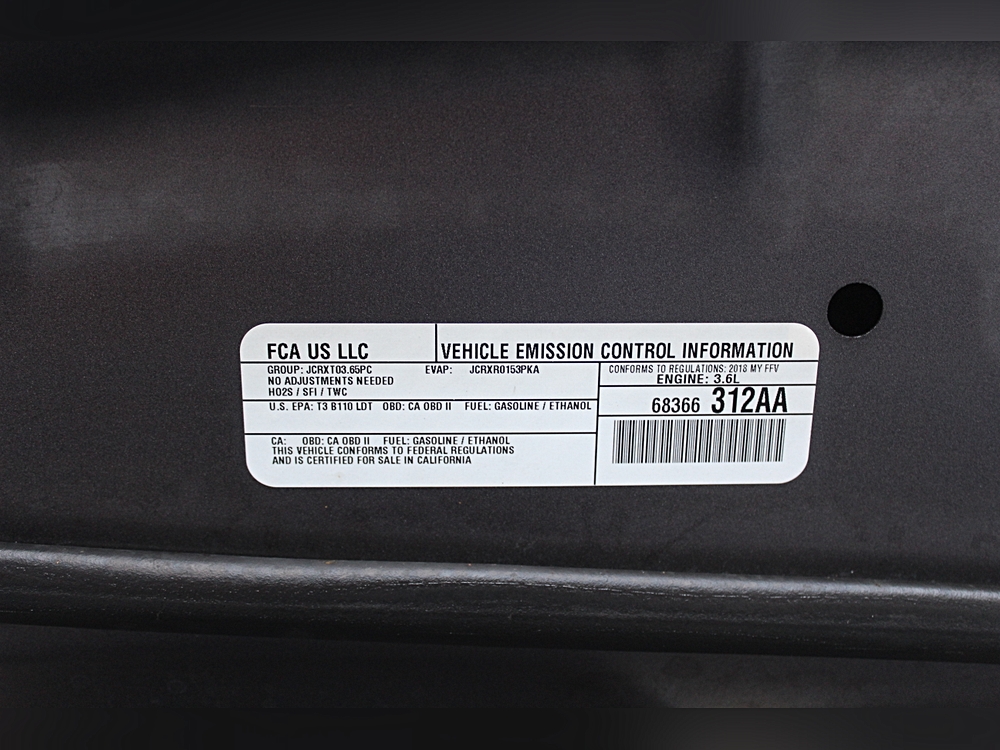 FCA US LLC
VEHICLE EMISSION CONTROL INFORMATION
GROUP: JCRXT03.65PC EVAP: JCRXR0153PKA
NO ADJUSTMENTS NEEDED
HO2S / SFI / TWC
CONFORMS TO REGULATIONS: 2018 MY FFV
ENGINE: 3.6L
U.S. EPA: T3 B110 LDT OBD: CA OBD II FUEL: GASOLINE / ETHANOL
68366 312AA
CA: OBD: CA OBD II FUEL: GASOLINE / ETHANOL
THIS VEHICLE CONFORMS TO FEDERAL REGULATIONS
AND IS CERTIFIED FOR SALE IN CALIFORNIA